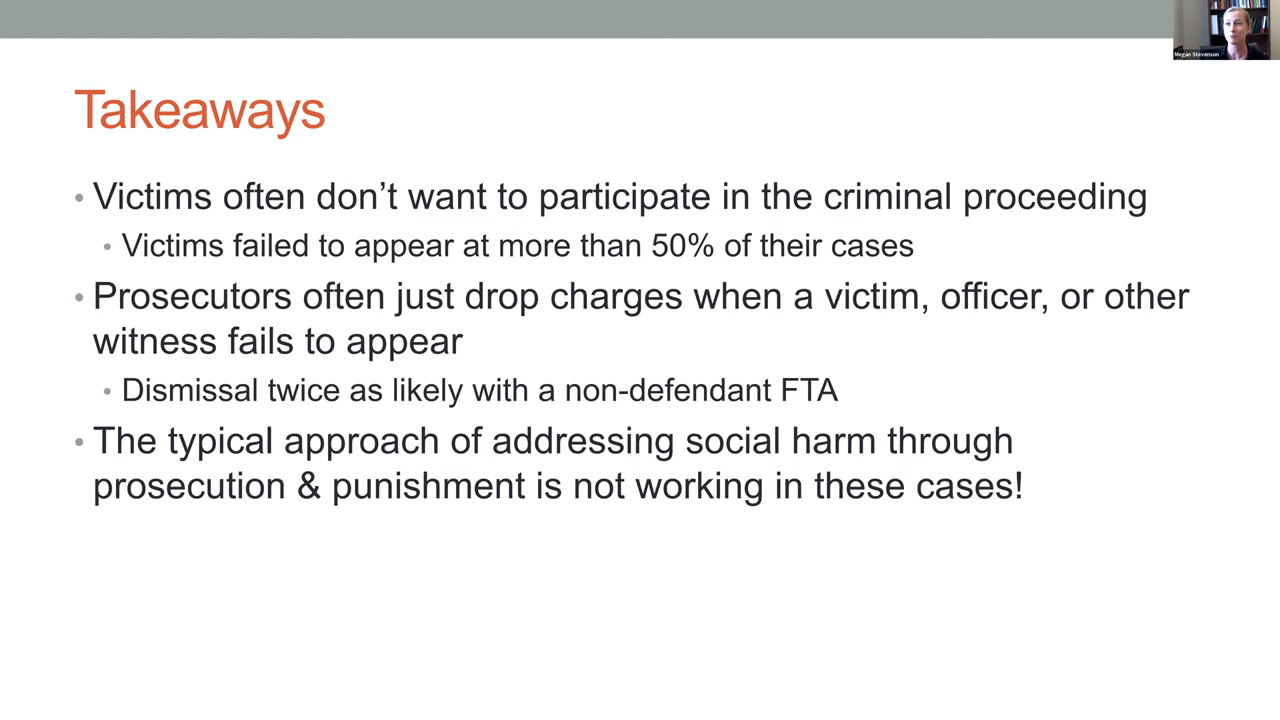 Megan Stevenson
Takeaways
• Victims often don’t want to participate in the criminal proceeding
• Victims failed to appear at more than 50% of their cases
• Prosecutors often just drop charges when a victim, officer, or other
witness fails to appear
• Dismissal twice as likely with a non-defendant FTA
• The typical approach of addressing social harm through
prosecution & punishment is not working in these cases!